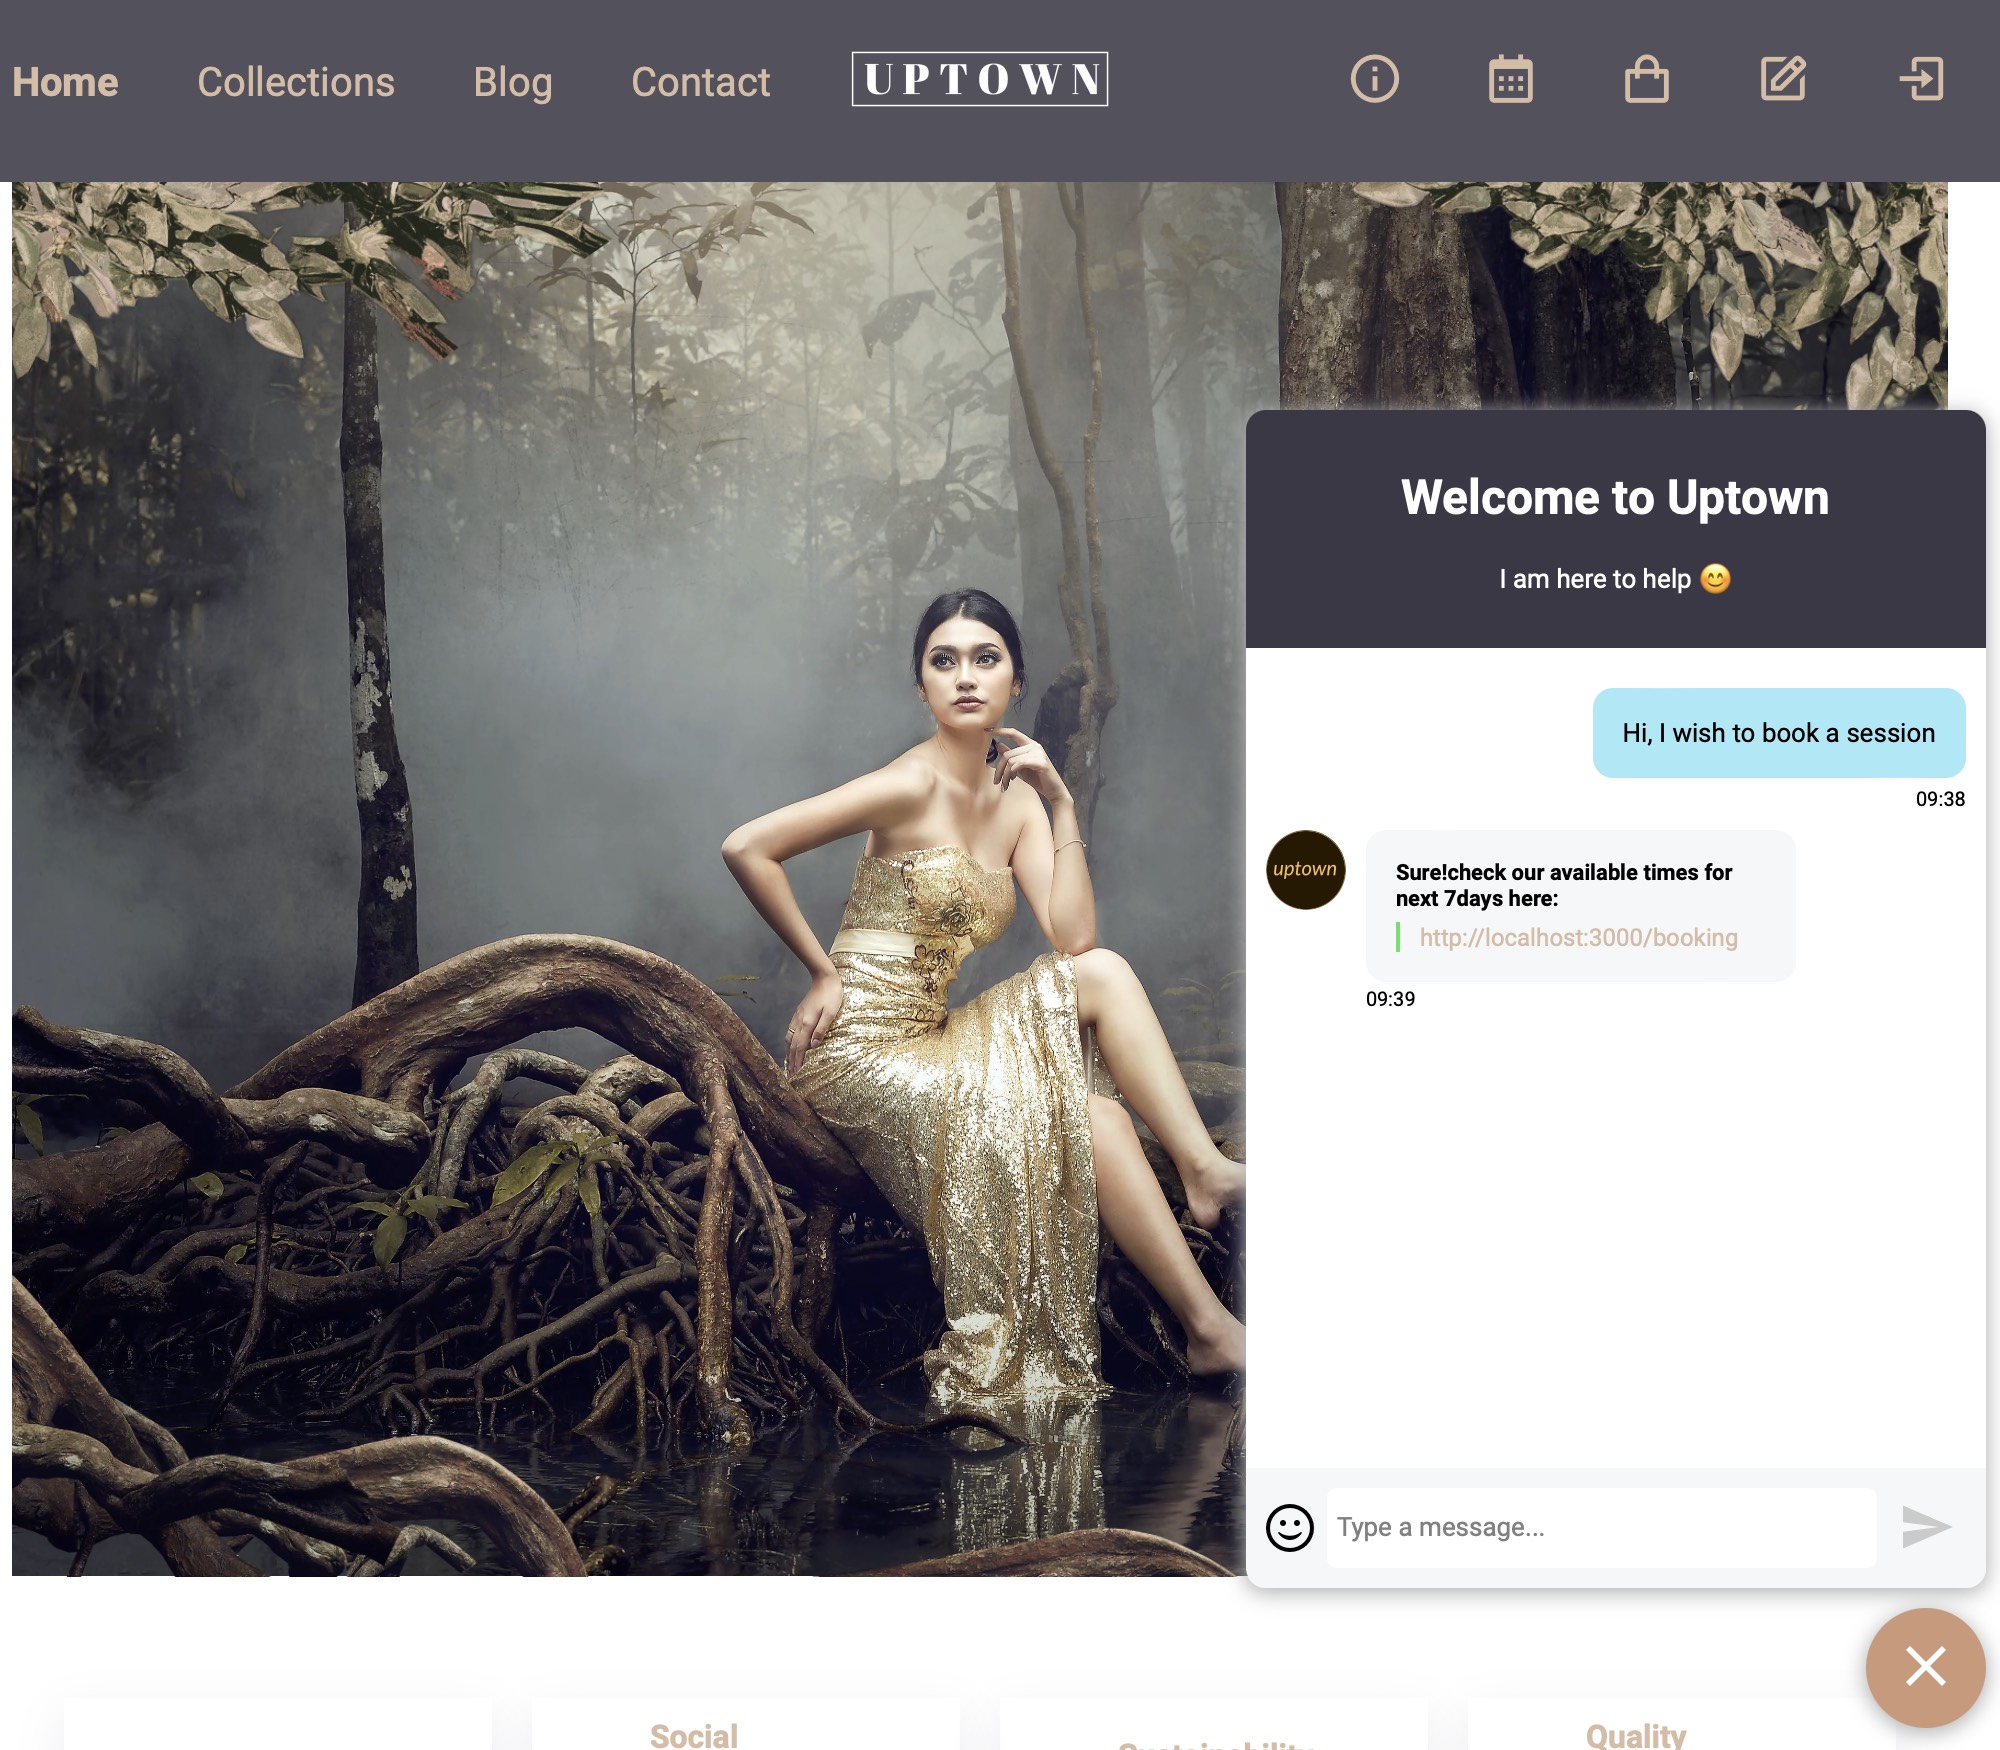 Home Collections Blog Contact UPTOWN
Welcome to Uptown
I am here to help 😊
Hi, I wish to book a session
09:38
uptown
Sure!check our available times for
next 7days here:
http://localhost:3000/booking
09:39
Type a message...
Social
Sustainability
Quality